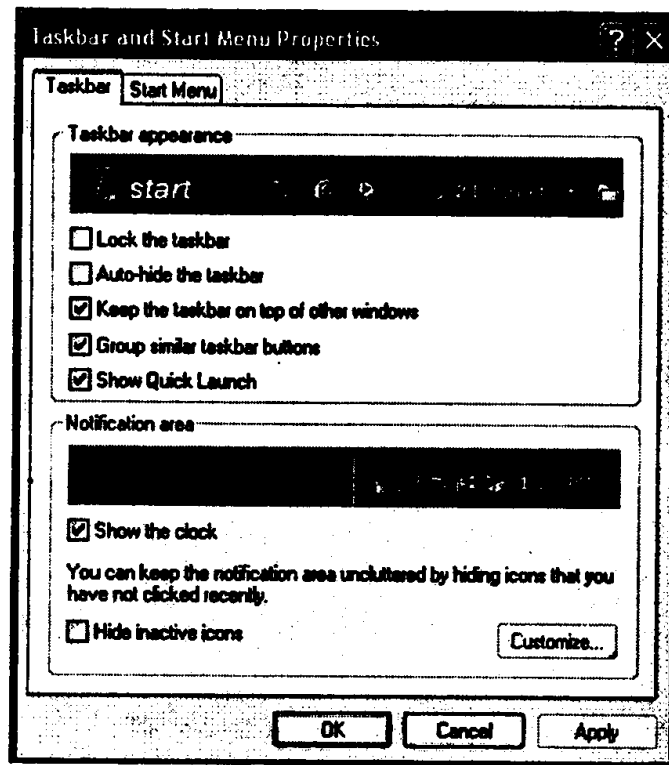 Taskbar and Start Menu Properties ? X
Taskbar Start Menu
Taskbar appearance
start
Lock the taskbar
Auto-hide the taskbar
Keep the taskbar on top of other windows
Group similar taskbar buttons
Show Quick Launch
Notification area
Show the clock
You can keep the notification area uncluttered by hiding icons that you
have not clicked recently.
Hide inactive icons
Customize...
OK Cancel Apply